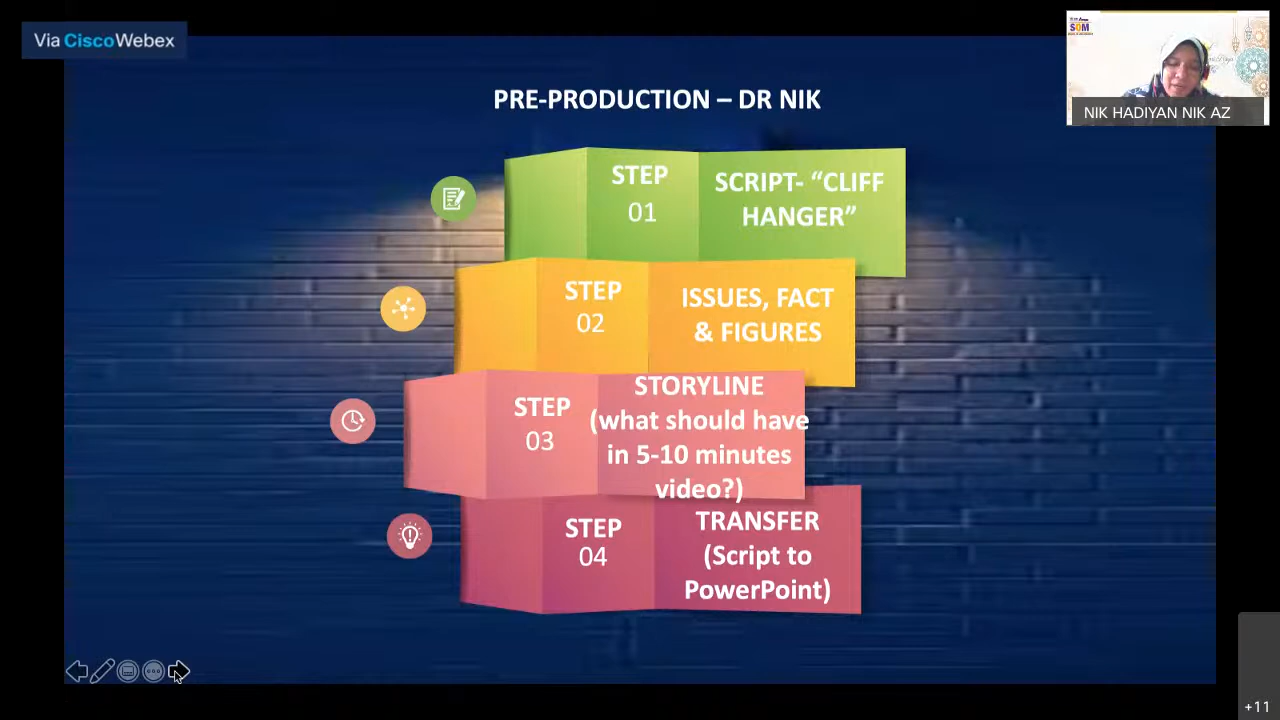 Via CiscoWebex
SOM
NIK HADIYAN NIK AZ
PRE-PRODUCTION – DR NIK
STEP
01
SCRIPT- “CLIFF
HANGER”
STEP
02
ISSUES, FACT
& FIGURES
STEP
03
STORYLINE
(what should have
in 5-10 minutes
video?)
STEP
04
TRANSFER
(Script to
PowerPoint)
+11